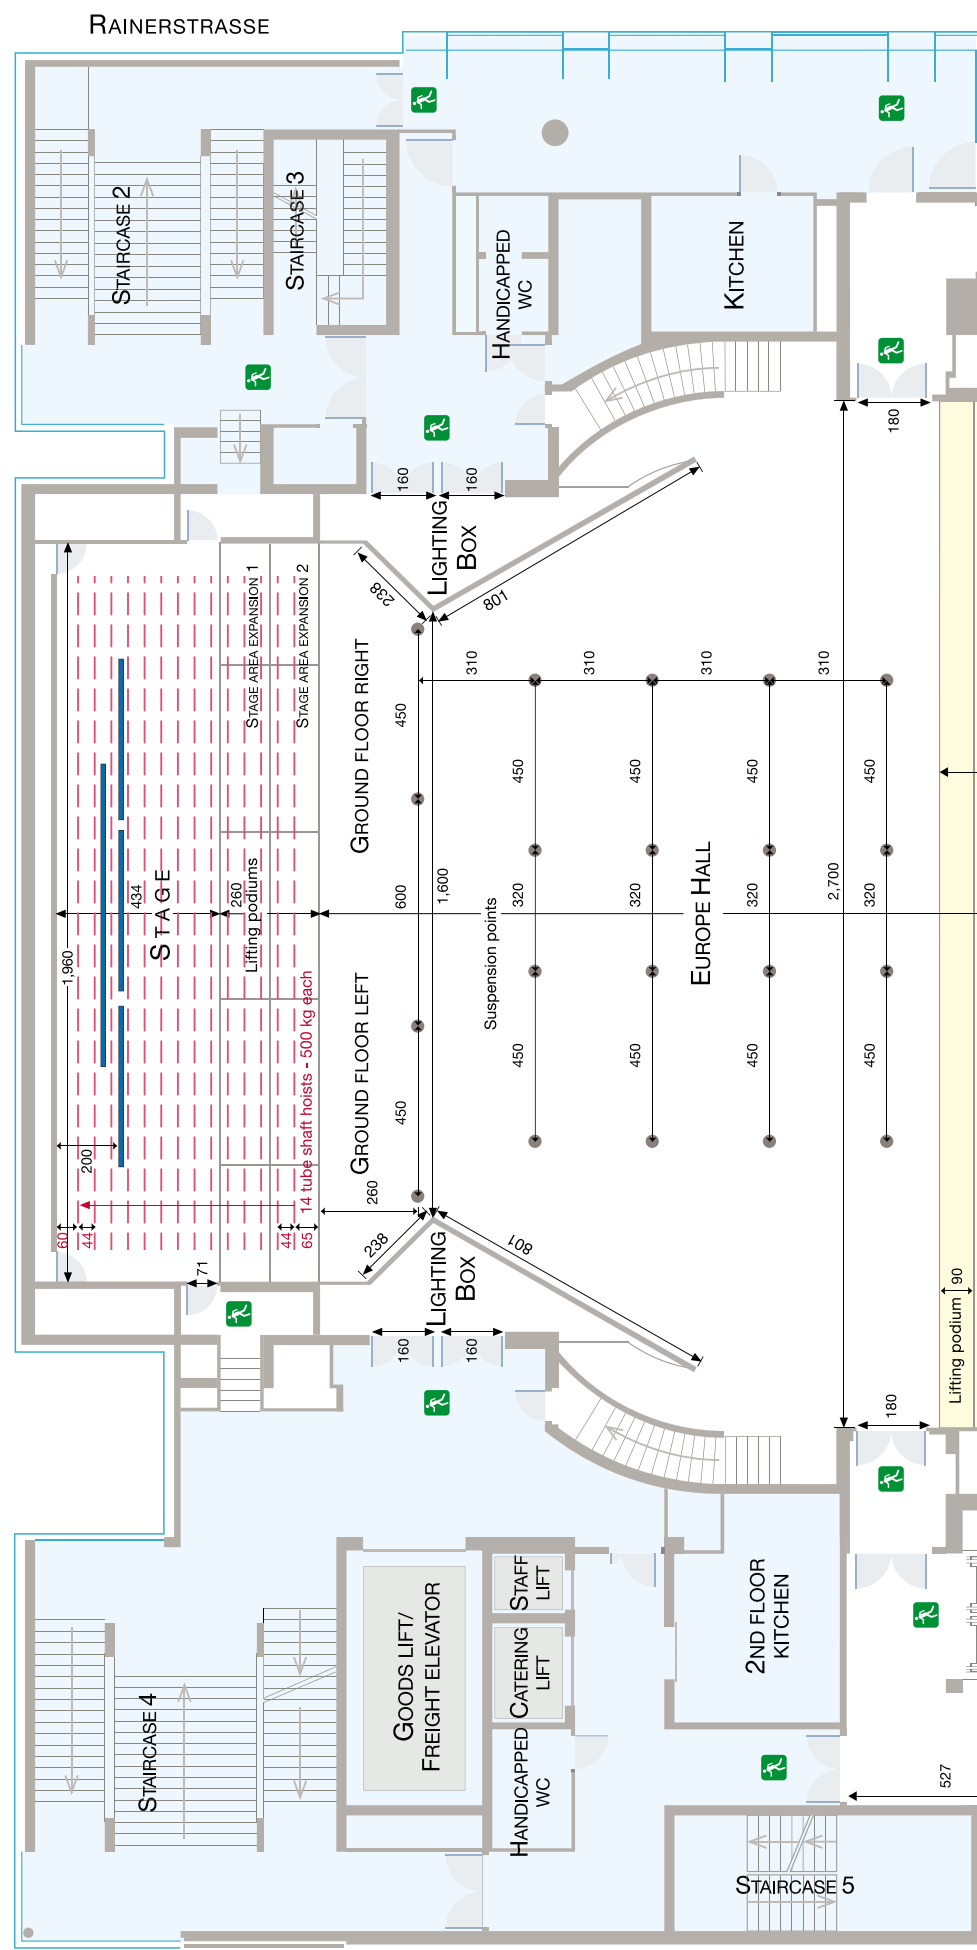 RAINERSTRASSE
STAIRCASE 2
STAIRCASE 3
HANDICAPPED
WC
KITCHEN
180
160
160
LIGHTING
BOX
238
801
STAGE AREA EXPANSION 1
STAGE AREA EXPANSION 2
GROUND FLOOR RIGHT
310
310
310
310
450
450
450
450
450
434
STAGE
260
Lifting podiums
600
1,600
320
320
320
320
2,700
Suspension points
EUROPE HALL
1,960
14 tube shaft hoists - 500 kg each
GROUND FLOOR LEFT
450
450
450
450
450
200
260
60
44
44
65
71
238
801
LIGHTING
BOX
160
160
90
Lifting podium
180
STAFF
LIFT
CATERING
LIFT
GOODS LIFT/
FREIGHT ELEVATOR
2ND FLOOR
KITCHEN
STAIRCASE 4
HANDICAPPED
WC
527
STAIRCASE 5